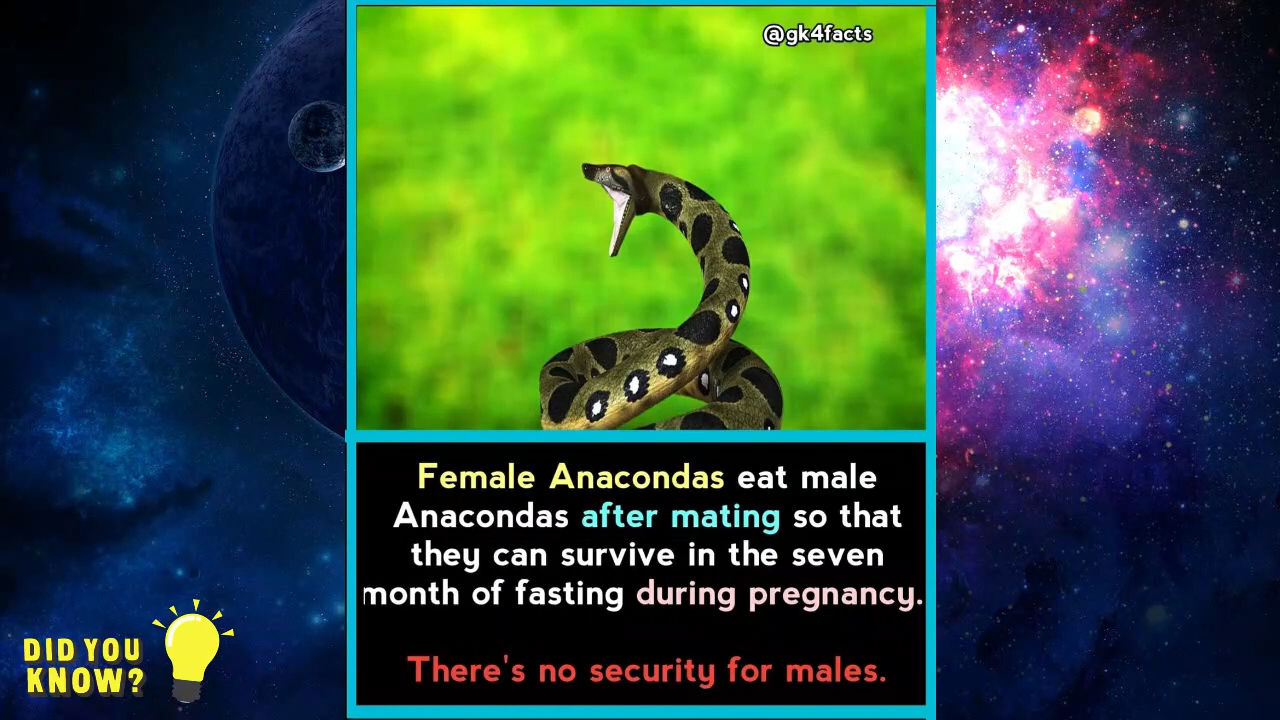 @gk4facts
Female Anacondas eat male
Anacondas after mating so that
they can survive in the seven
month of fasting during pregnancy.
There's no security for males.
DID YOU
KNOW?